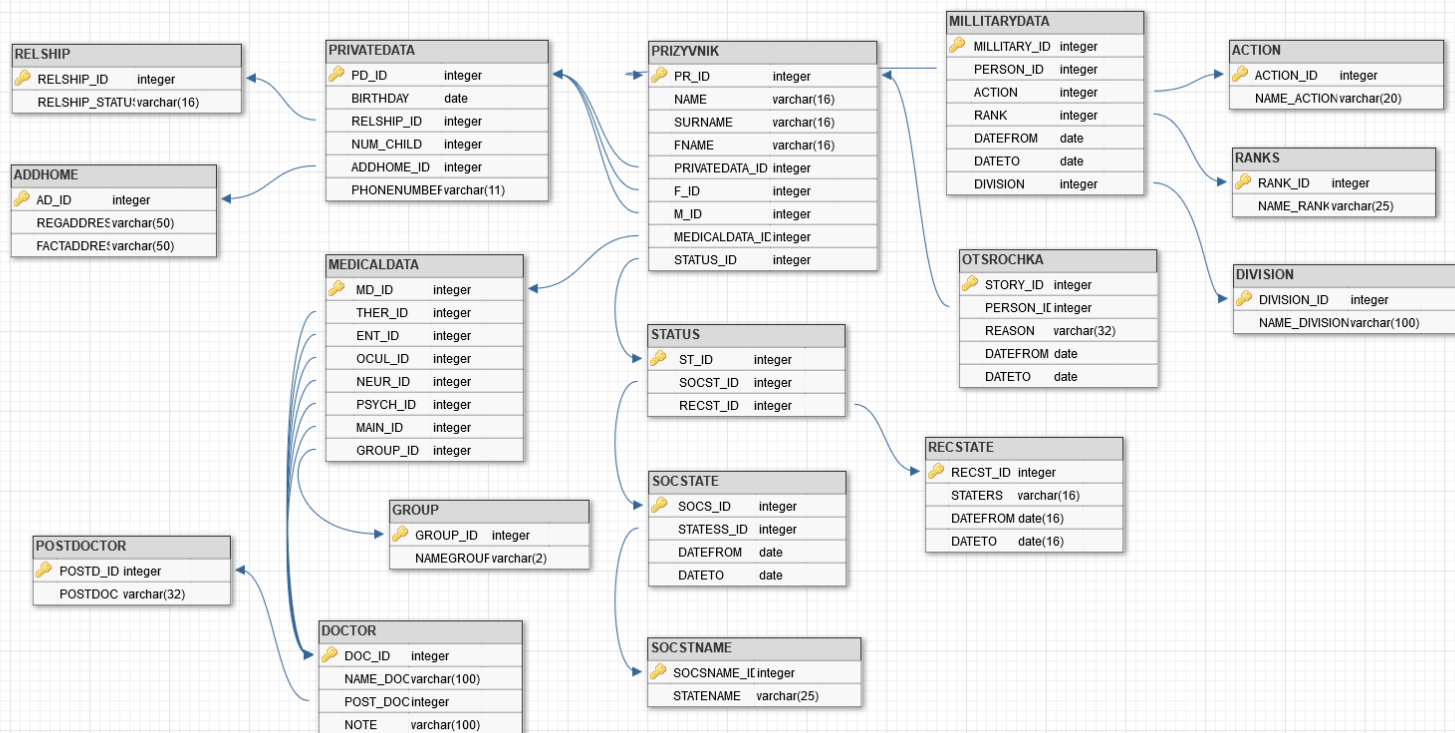 RELSHIP
RELSHIP_ID integer
RELSHIP_STATU varchar(16)
ADDHOME
AD_ID integer
REGADDRES varchar(50)
FACTADDRES varchar(50)
PRIVATEDATA
PD_ID integer
BIRTHDAY date
RELSHIP_ID integer
NUM_CHILD integer
ADDHOME_ID integer
PHONENUMBER varchar(11)
MEDICALDATA
MD_ID integer
THER_ID integer
ENT_ID integer
OCUL_ID integer
NEUR_ID integer
PSYCH_ID integer
MAIN_ID integer
GROUP_ID integer
GROUP
GROUP_ID integer
NAMEGROUP varchar(2)
POSTDOCTOR
POSTD_ID integer
POSTDOC varchar(32)
DOCTOR
DOC_ID integer
NAME_DOC varchar(100)
POST_DOC integer
NOTE varchar(100)
PRIZYVNIK
PR_ID integer
NAME varchar(16)
SURNAME varchar(16)
FNAME varchar(16)
PRIVATEDATA_ID integer
F_ID integer
M_ID integer
MEDICALDATA_ID integer
STATUS_ID integer
STATUS
ST_ID integer
SOCST_ID integer
RECST_ID integer
SOCSTATE
SOCS_ID integer
STATESS_ID integer
DATEFROM date
DATETO date
SOCSTNAME
SOCSNAME_ID integer
STATENAME varchar(25)
MILLITARYDATA
MILLITARY_ID integer
PERSON_ID integer
ACTION integer
RANK integer
DATEFROM date
DATETO date
DIVISION integer
OTSROCHKA
STORY_ID integer
PERSON_ID integer
REASON varchar(32)
DATEFROM date
DATETO date
RECSTATE
RECST_ID integer
STATERS varchar(16)
DATEFROM date(16)
DATETO date(16)
ACTION
ACTION_ID integer
NAME_ACTION varchar(20)
RANKS
RANK_ID integer
NAME_RANK varchar(25)
DIVISION
DIVISION_ID integer
NAME_DIVISION varchar(100)